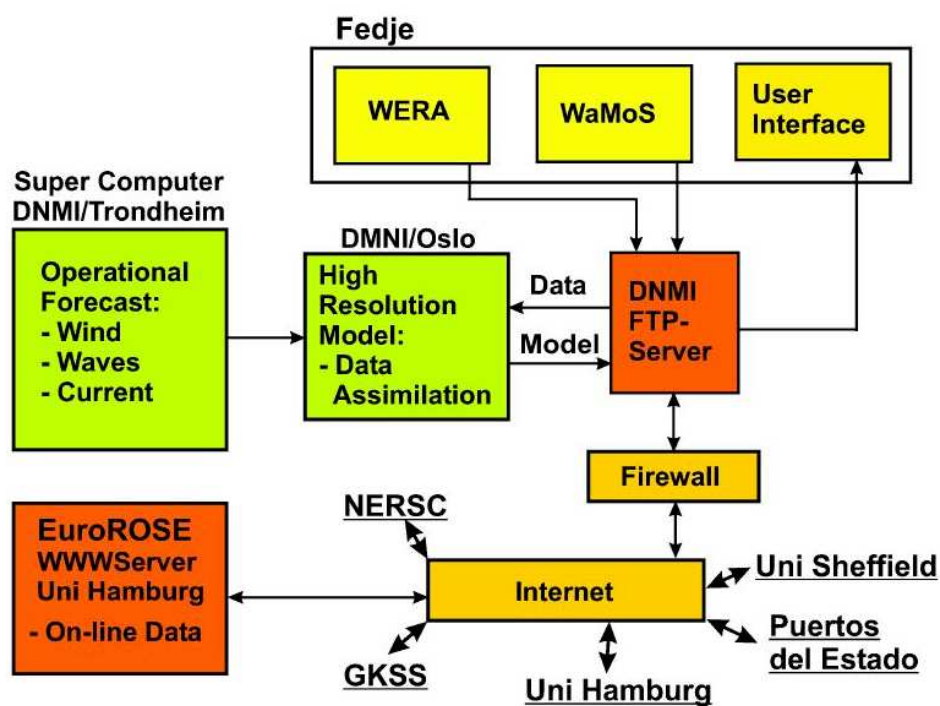 Fedje
WERA
WaMoS
User
Interface
Super Computer
DNMI/Trondheim
Operational
Forecast:
- Wind
- Waves
- Current
DMNI/Oslo
High
Resolution
Model:
- Data
Assimilation
Data
Model
DNMI
FTP-
Server
Firewall
NERSC
EuroROSE
WWWServer
Uni Hamburg
- On-line Data
Internet
Uni Sheffield
Puertos
del Estado
GKSS
Uni Hamburg